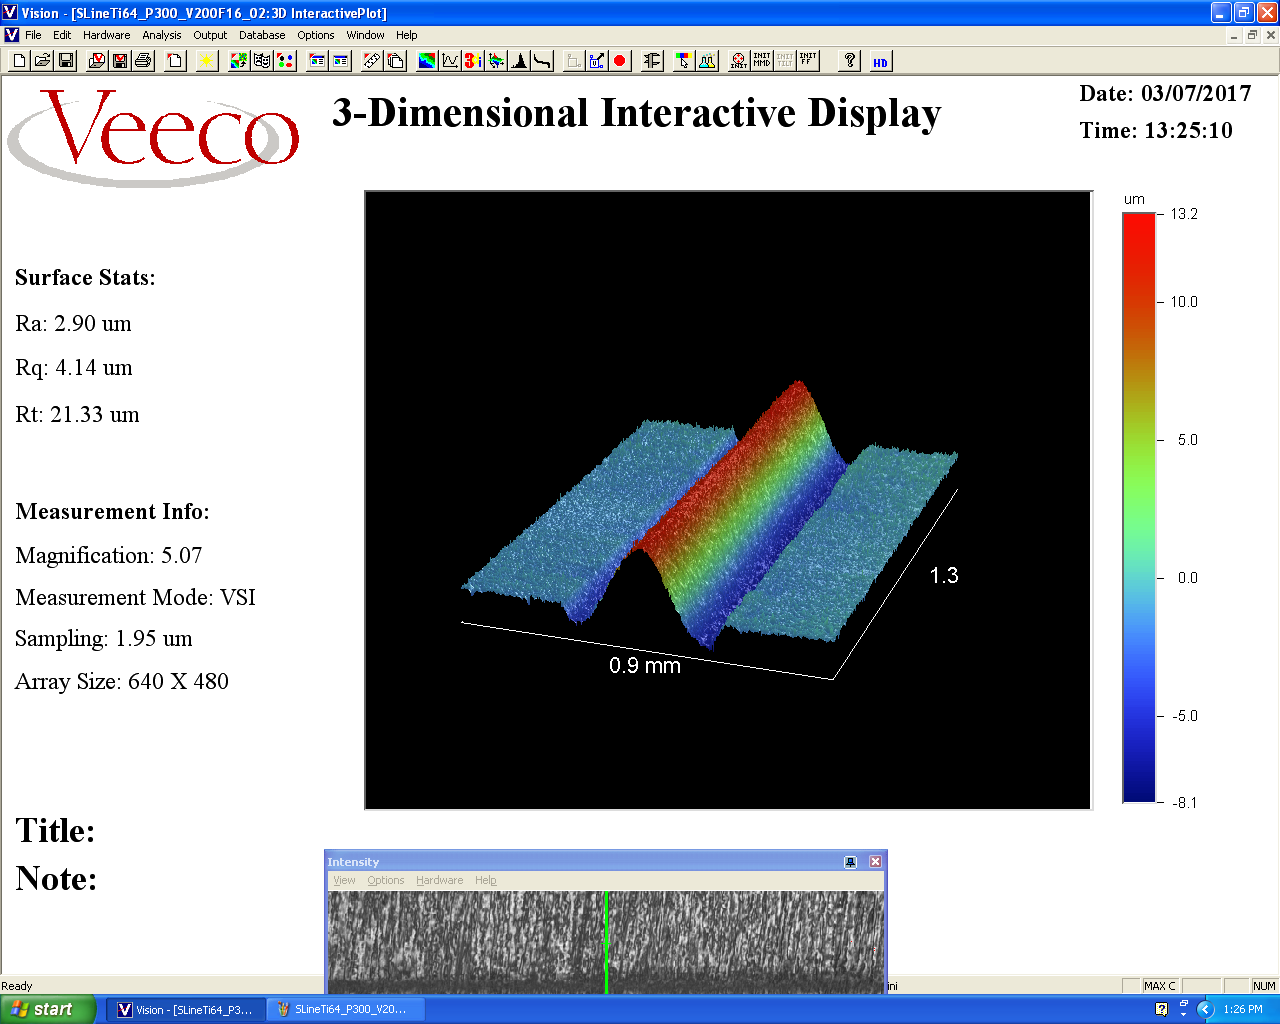 Vision - [SLineTi64_P300_V200F16_02:3D InteractivePlot]
File Edit Hardware Analysis Output Database Options Window Help
INIT INIT MMD INIT TILT INIT FF ? HD
Veeco
3-Dimensional Interactive Display
Date: 03/07/2017
Time: 13:25:10
um
13.2
10.0
5.0
0.0
-5.0
-8.1
Surface Stats:
Ra: 2.90 um
Rq: 4.14 um
Rt: 21.33 um
Measurement Info:
Magnification: 5.07
Measurement Mode: VSI
Sampling: 1.95 um
Array Size: 640 X 480
1.3
0.9 mm
Title:
Note:
Intensity
View Options Hardware Help
Ready
ini
MAX C
NUM
start
Vision - [SLineTi64_P3...
SLineTi64_P300_V20...
1:26 PM